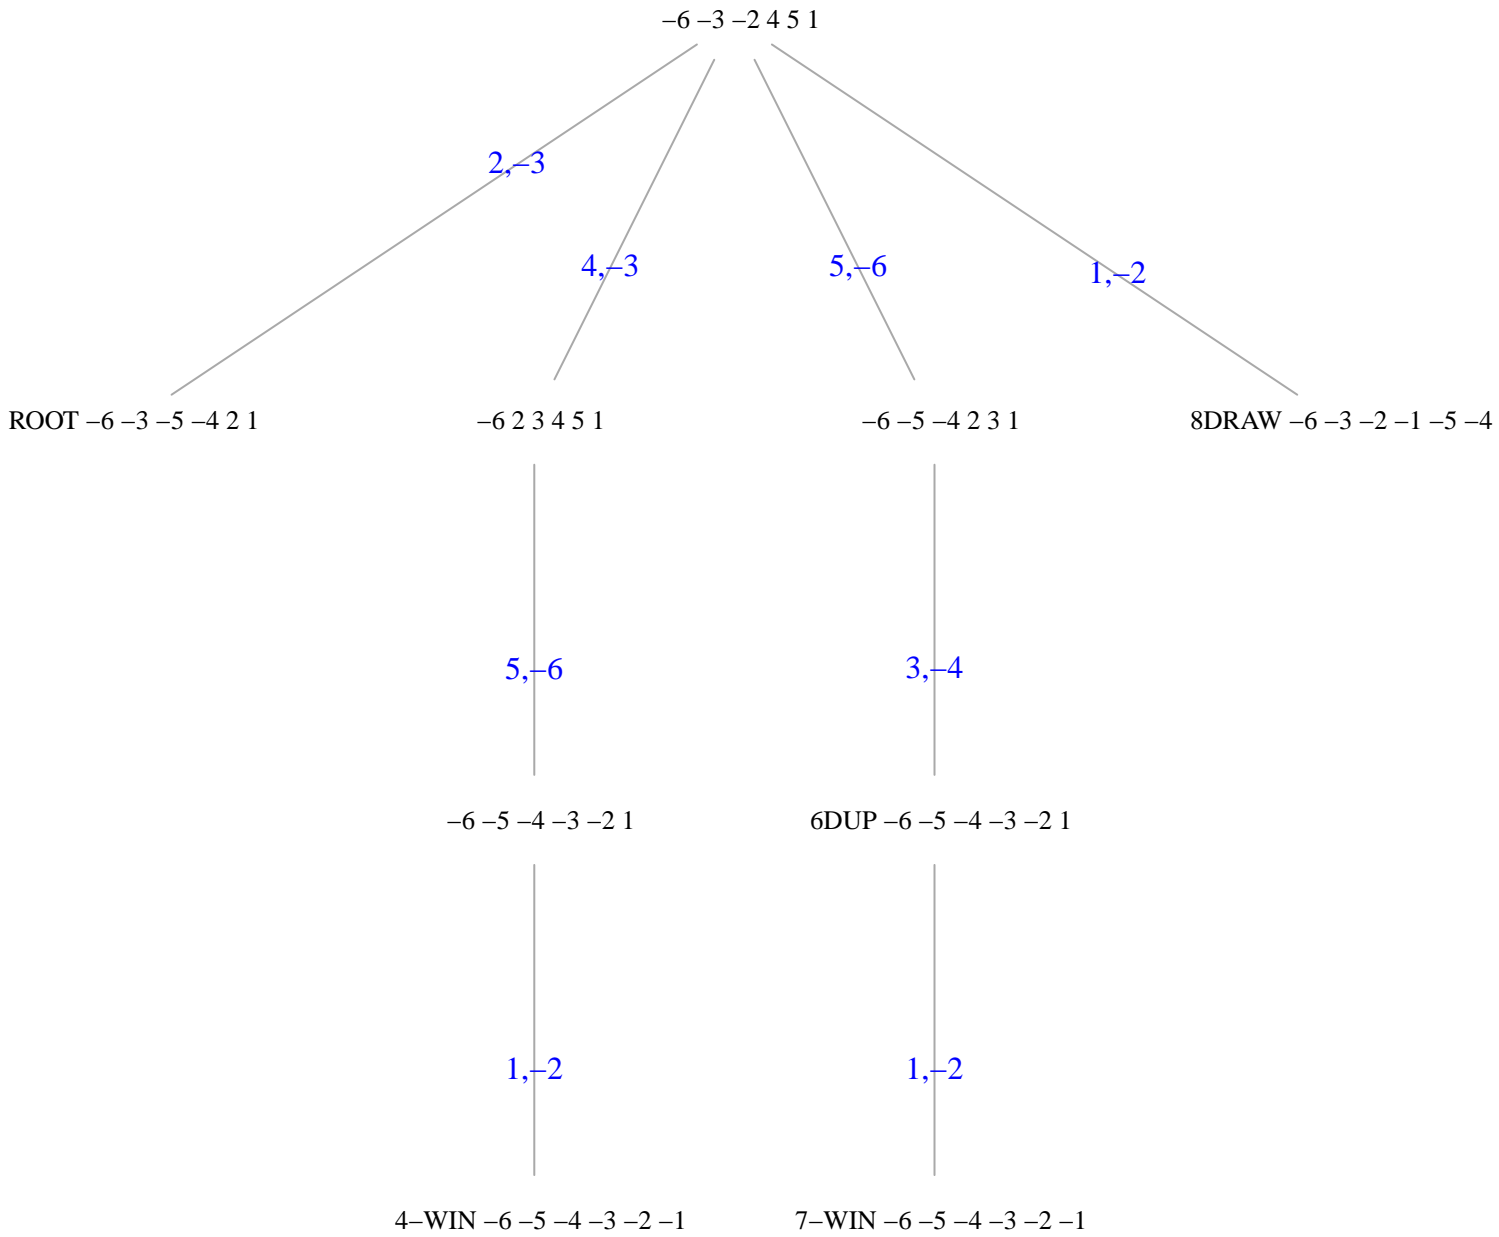 –6 –3 –2 4 5 1
2,–3
4,–3
5,–6
1,–2
ROOT –6 –3 –5 –4 2 1
–6 2 3 4 5 1
–6 –5 –4 2 3 1
8DRAW –6 –3 –2 –1 –5 –4
5,–6
3,–4
–6 –5 –4 –3 –2 1
6DUP –6 –5 –4 –3 –2 1
1,–2
1,–2
4–WIN –6 –5 –4 –3 –2 –1
7–WIN –6 –5 –4 –3 –2 –1